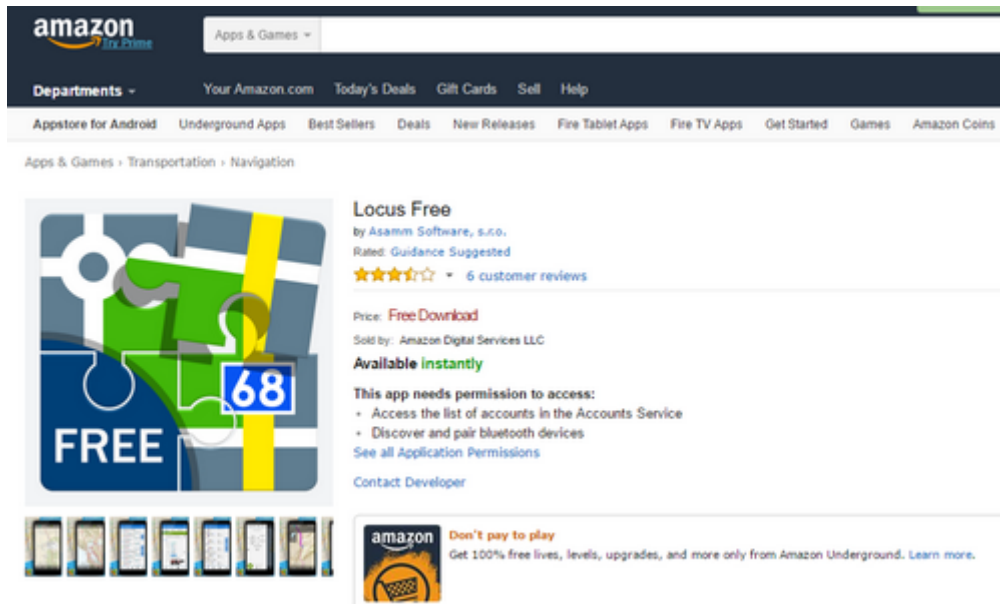 amazon
Try Prime
Apps & Games
Departments
Your Amazon.com Today's Deals Gift Cards Sell Help
Appstore for Android Underground Apps Best Sellers Deals New Releases Fire Tablet Apps Fire TV Apps Get Started Games Amazon Coins
Apps & Games › Transportation › Navigation
68
FREE
Locus Free
by Asamm Software, s.r.o.
Rated: Guidance Suggested
6 customer reviews
Price: Free Download
Sold by: Amazon Digital Services LLC
Available instantly
This app needs permission to access:
• Access the list of accounts in the Accounts Service
• Discover and pair bluetooth devices
See all Application Permissions
Contact Developer
amazon
Don't pay to play
Get 100% free lives, levels, upgrades, and more only from Amazon Underground. Learn more.